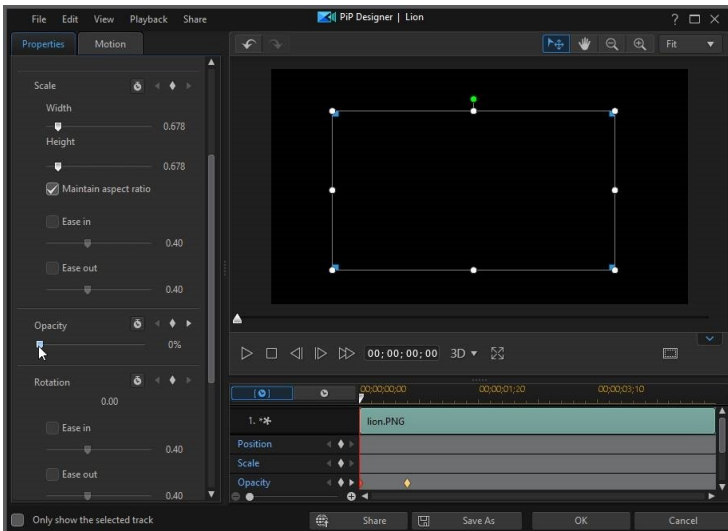 File Edit View Playback Share
PiP Designer | Lion
?
Properties Motion
Fit
Scale
Width
0.678
Height
0.678
Maintain aspect ratio
Ease in
0.40
Ease out
0.40
Opacity
0%
Rotation
0.00
Ease in
0.40
Ease out
0.40
00; 00; 00; 00 3D
00;00;00;00 00;00;01;20 00;00;03;10
1. lion.PNG
Position
Scale
Opacity
Only show the selected track
Share Save As OK Cancel